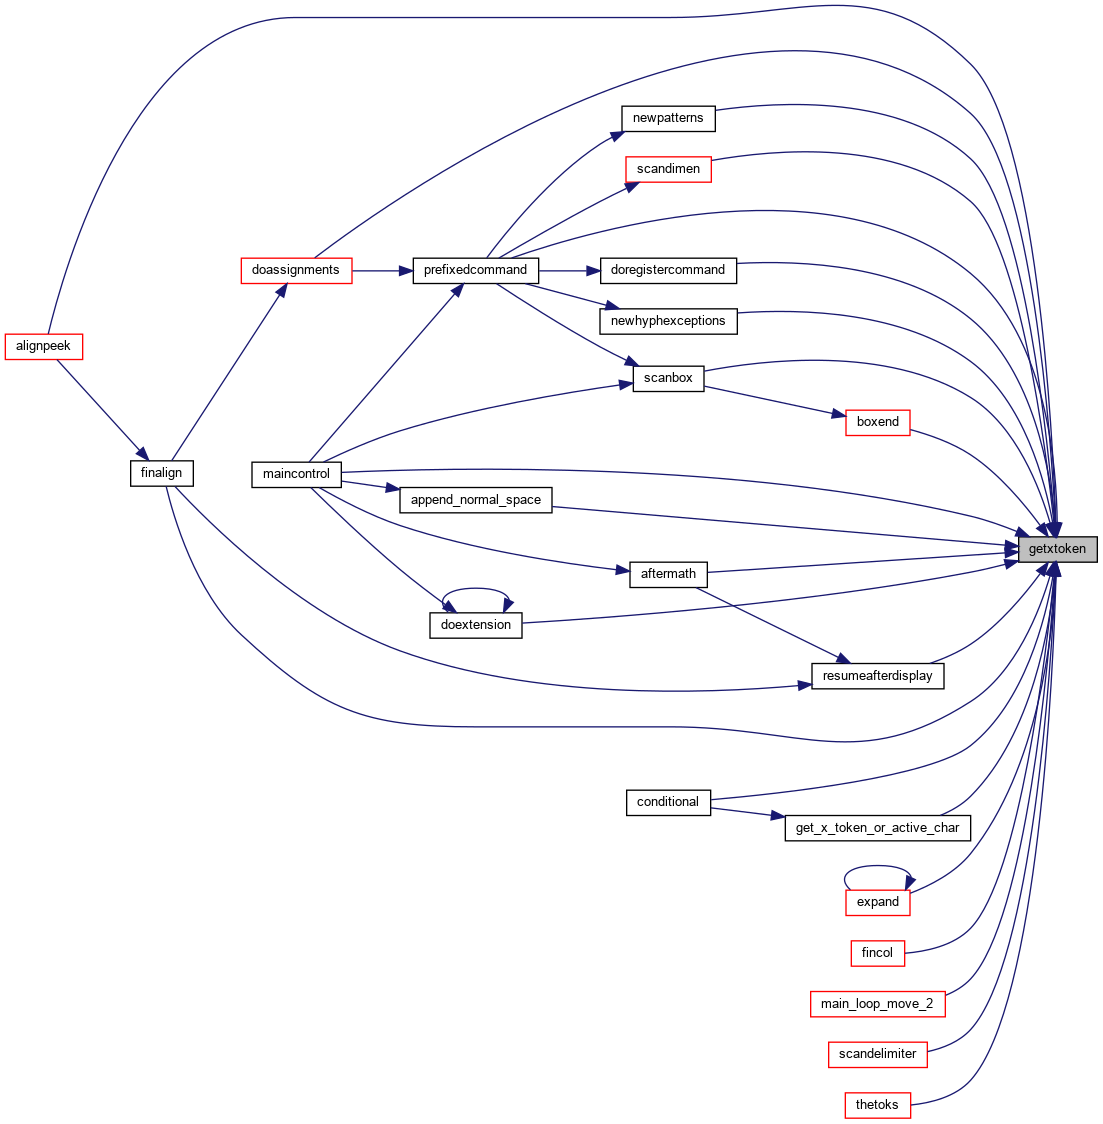 newpatterns
scandimen
doassignments
prefixedcommand
doregistercommand
newhyphexceptions
alignpeek
scanbox
boxend
finalign
maincontrol
append_normal_space
getxtoken
aftermath
doextension
resumeafterdisplay
conditional
get_x_token_or_active_char
expand
fincol
main_loop_move_2
scandelimiter
thetoks